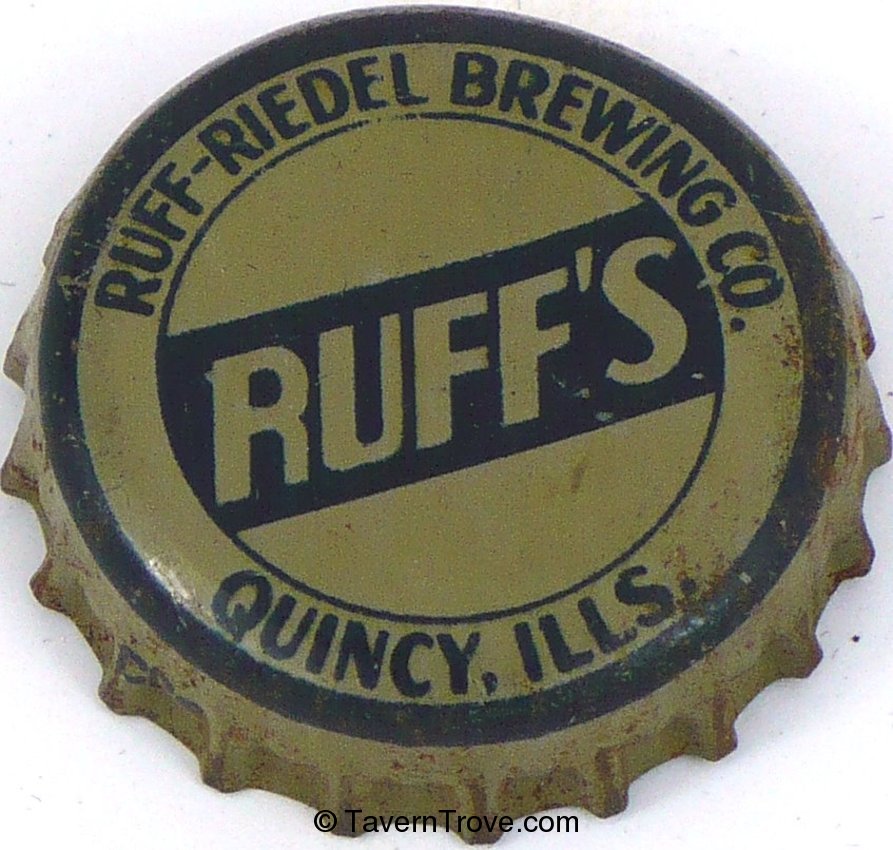 RUFF-RIEDEL BREWING CO.
RUFF'S
QUINCY, ILLS.
© TavernTrove.com